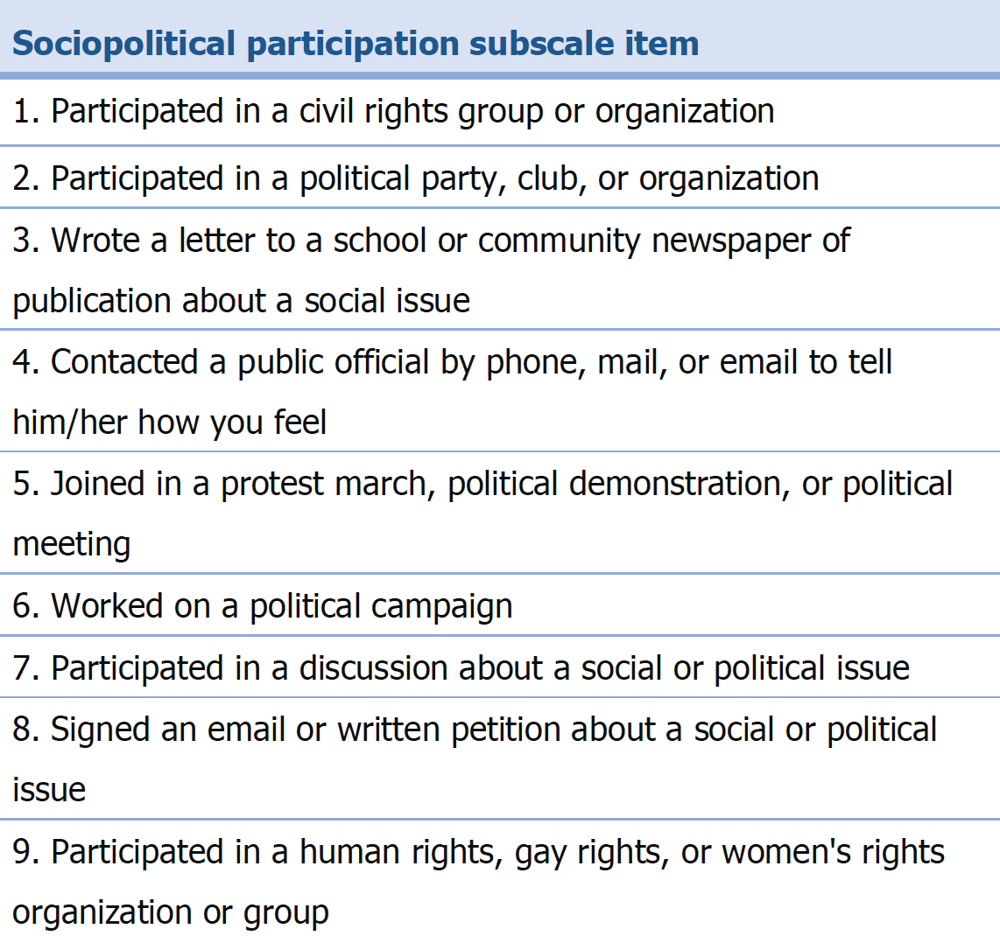 Sociopolitical participation subscale item
1. Participated in a civil rights group or organization
2. Participated in a political party, club, or organization
3. Wrote a letter to a school or community newspaper of
publication about a social issue
4. Contacted a public official by phone, mail, or email to tell
him/her how you feel
5. Joined in a protest march, political demonstration, or political
meeting
6. Worked on a political campaign
7. Participated in a discussion about a social or political issue
8. Signed an email or written petition about a social or political
issue
9. Participated in a human rights, gay rights, or women's rights
organization or group